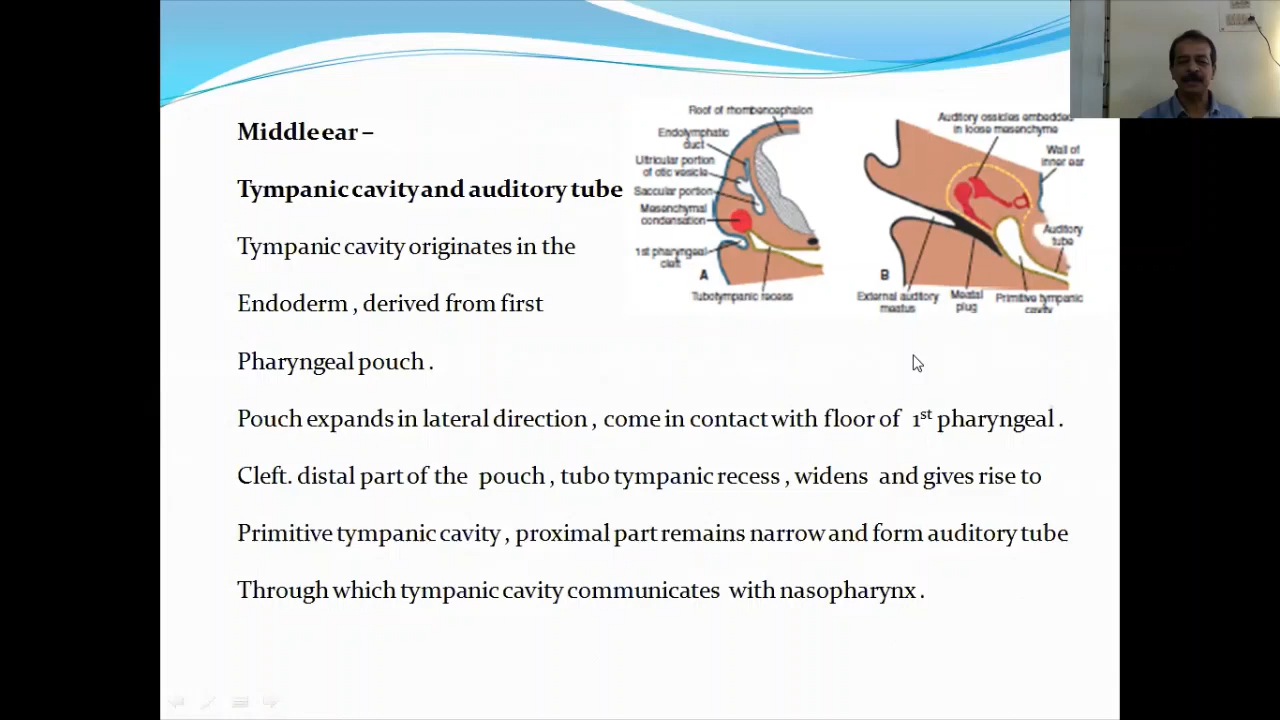 Middle ear –
Tympanic cavity and auditory tube
Tympanic cavity originates in the
Endoderm , derived from first
Pharyngeal pouch .
Pouch expands in lateral direction , come in contact with floor of 1st pharyngeal .
Cleft. distal part of the pouch , tubo tympanic recess , widens and gives rise to
Primitive tympanic cavity , proximal part remains narrow and form auditory tube
Through which tympanic cavity communicates with nasopharynx .
Roof of rhombencephalon
Endolymphatic
duct
Utricular portion
of otic vesicle
Saccular portion
Mesenchymal
condensation
1st pharyngeal
cleft
A
Tubotympanic recess
Auditory ossicles embedded
in loose mesenchyme
Wall of
inner ear
Auditory
tube
B
External auditory
meatus
Meatal
plug
Primitive tympanic
cavity